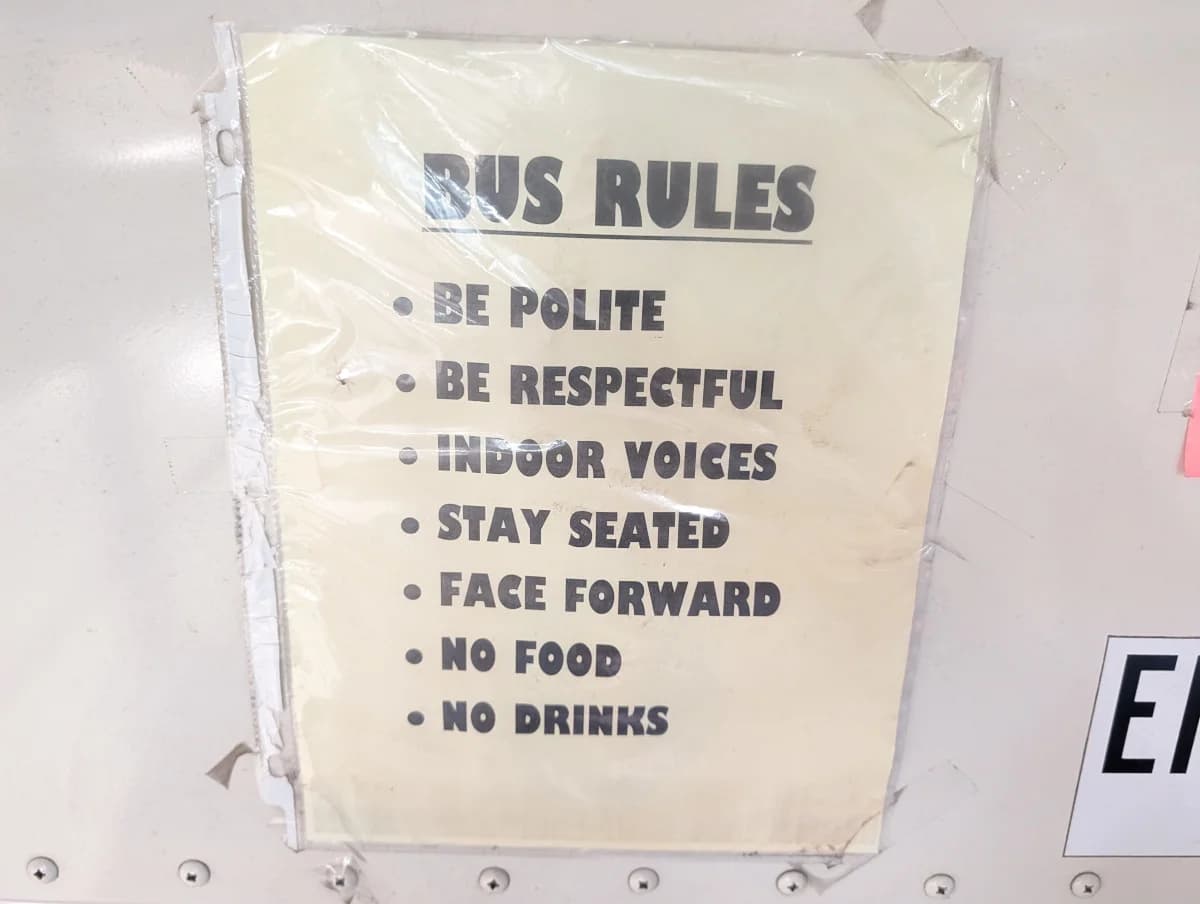 BUS RULES
• BE POLITE
• BE RESPECTFUL
• INDOOR VOICES
• STAY SEATED
• FACE FORWARD
• NO FOOD
• NO DRINKS